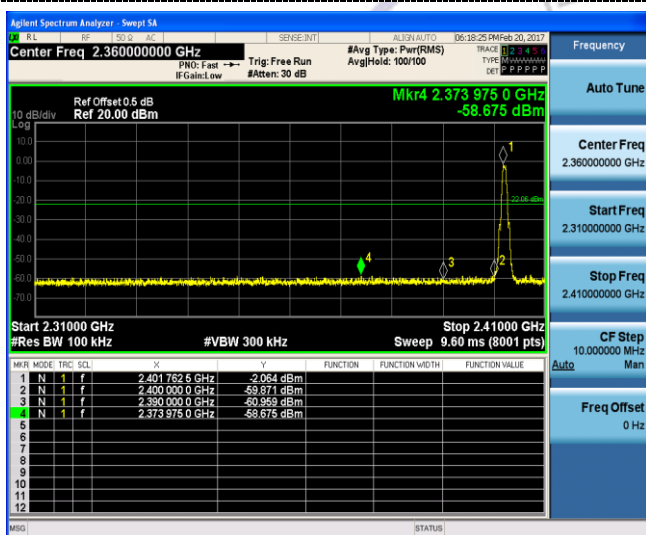 Agilent Spectrum Analyzer - Swept SA
RL RF 50 Ω AC SENSE:INT ALIGN AUTO 06:18:25 PM Feb 20, 2017
Center Freq 2.360000000 GHz
PNO: Fast
IFGain:Low
Trig: Free Run
#Atten: 30 dB
#Avg Type: Pwr(RMS)
Avg|Hold: 100/100
TRACE 1 2 3 4 5 6
TYPE M
DET P P P P P P
Frequency
Auto Tune
Center Freq
2.360000000 GHz
Start Freq
2.310000000 GHz
Stop Freq
2.410000000 GHz
CF Step
10.000000 MHz
Auto Man
Freq Offset
0 Hz
Mkr4 2.373 975 0 GHz
-58.675 dBm
Ref Offset 0.5 dB
10 dB/div Ref 20.00 dBm
Log
10.0
0.00
-10.0
-20.0
-30.0
-40.0
-50.0
-60.0
-70.0
-22.06 dBm
1
4
3
2
Start 2.31000 GHz Stop 2.41000 GHz
#Res BW 100 kHz #VBW 300 kHz Sweep 9.60 ms (8001 pts)
MKR MODE TRC SCL X Y FUNCTION FUNCTION WIDTH FUNCTION VALUE
1 N 1 f 2.401 762 5 GHz -2.064 dBm
2 N 1 f 2.400 000 0 GHz -59.871 dBm
3 N 1 f 2.390 000 0 GHz -60.959 dBm
4 N 1 f 2.373 975 0 GHz -58.675 dBm
5
6
7
8
9
10
11
12
MSG STATUS